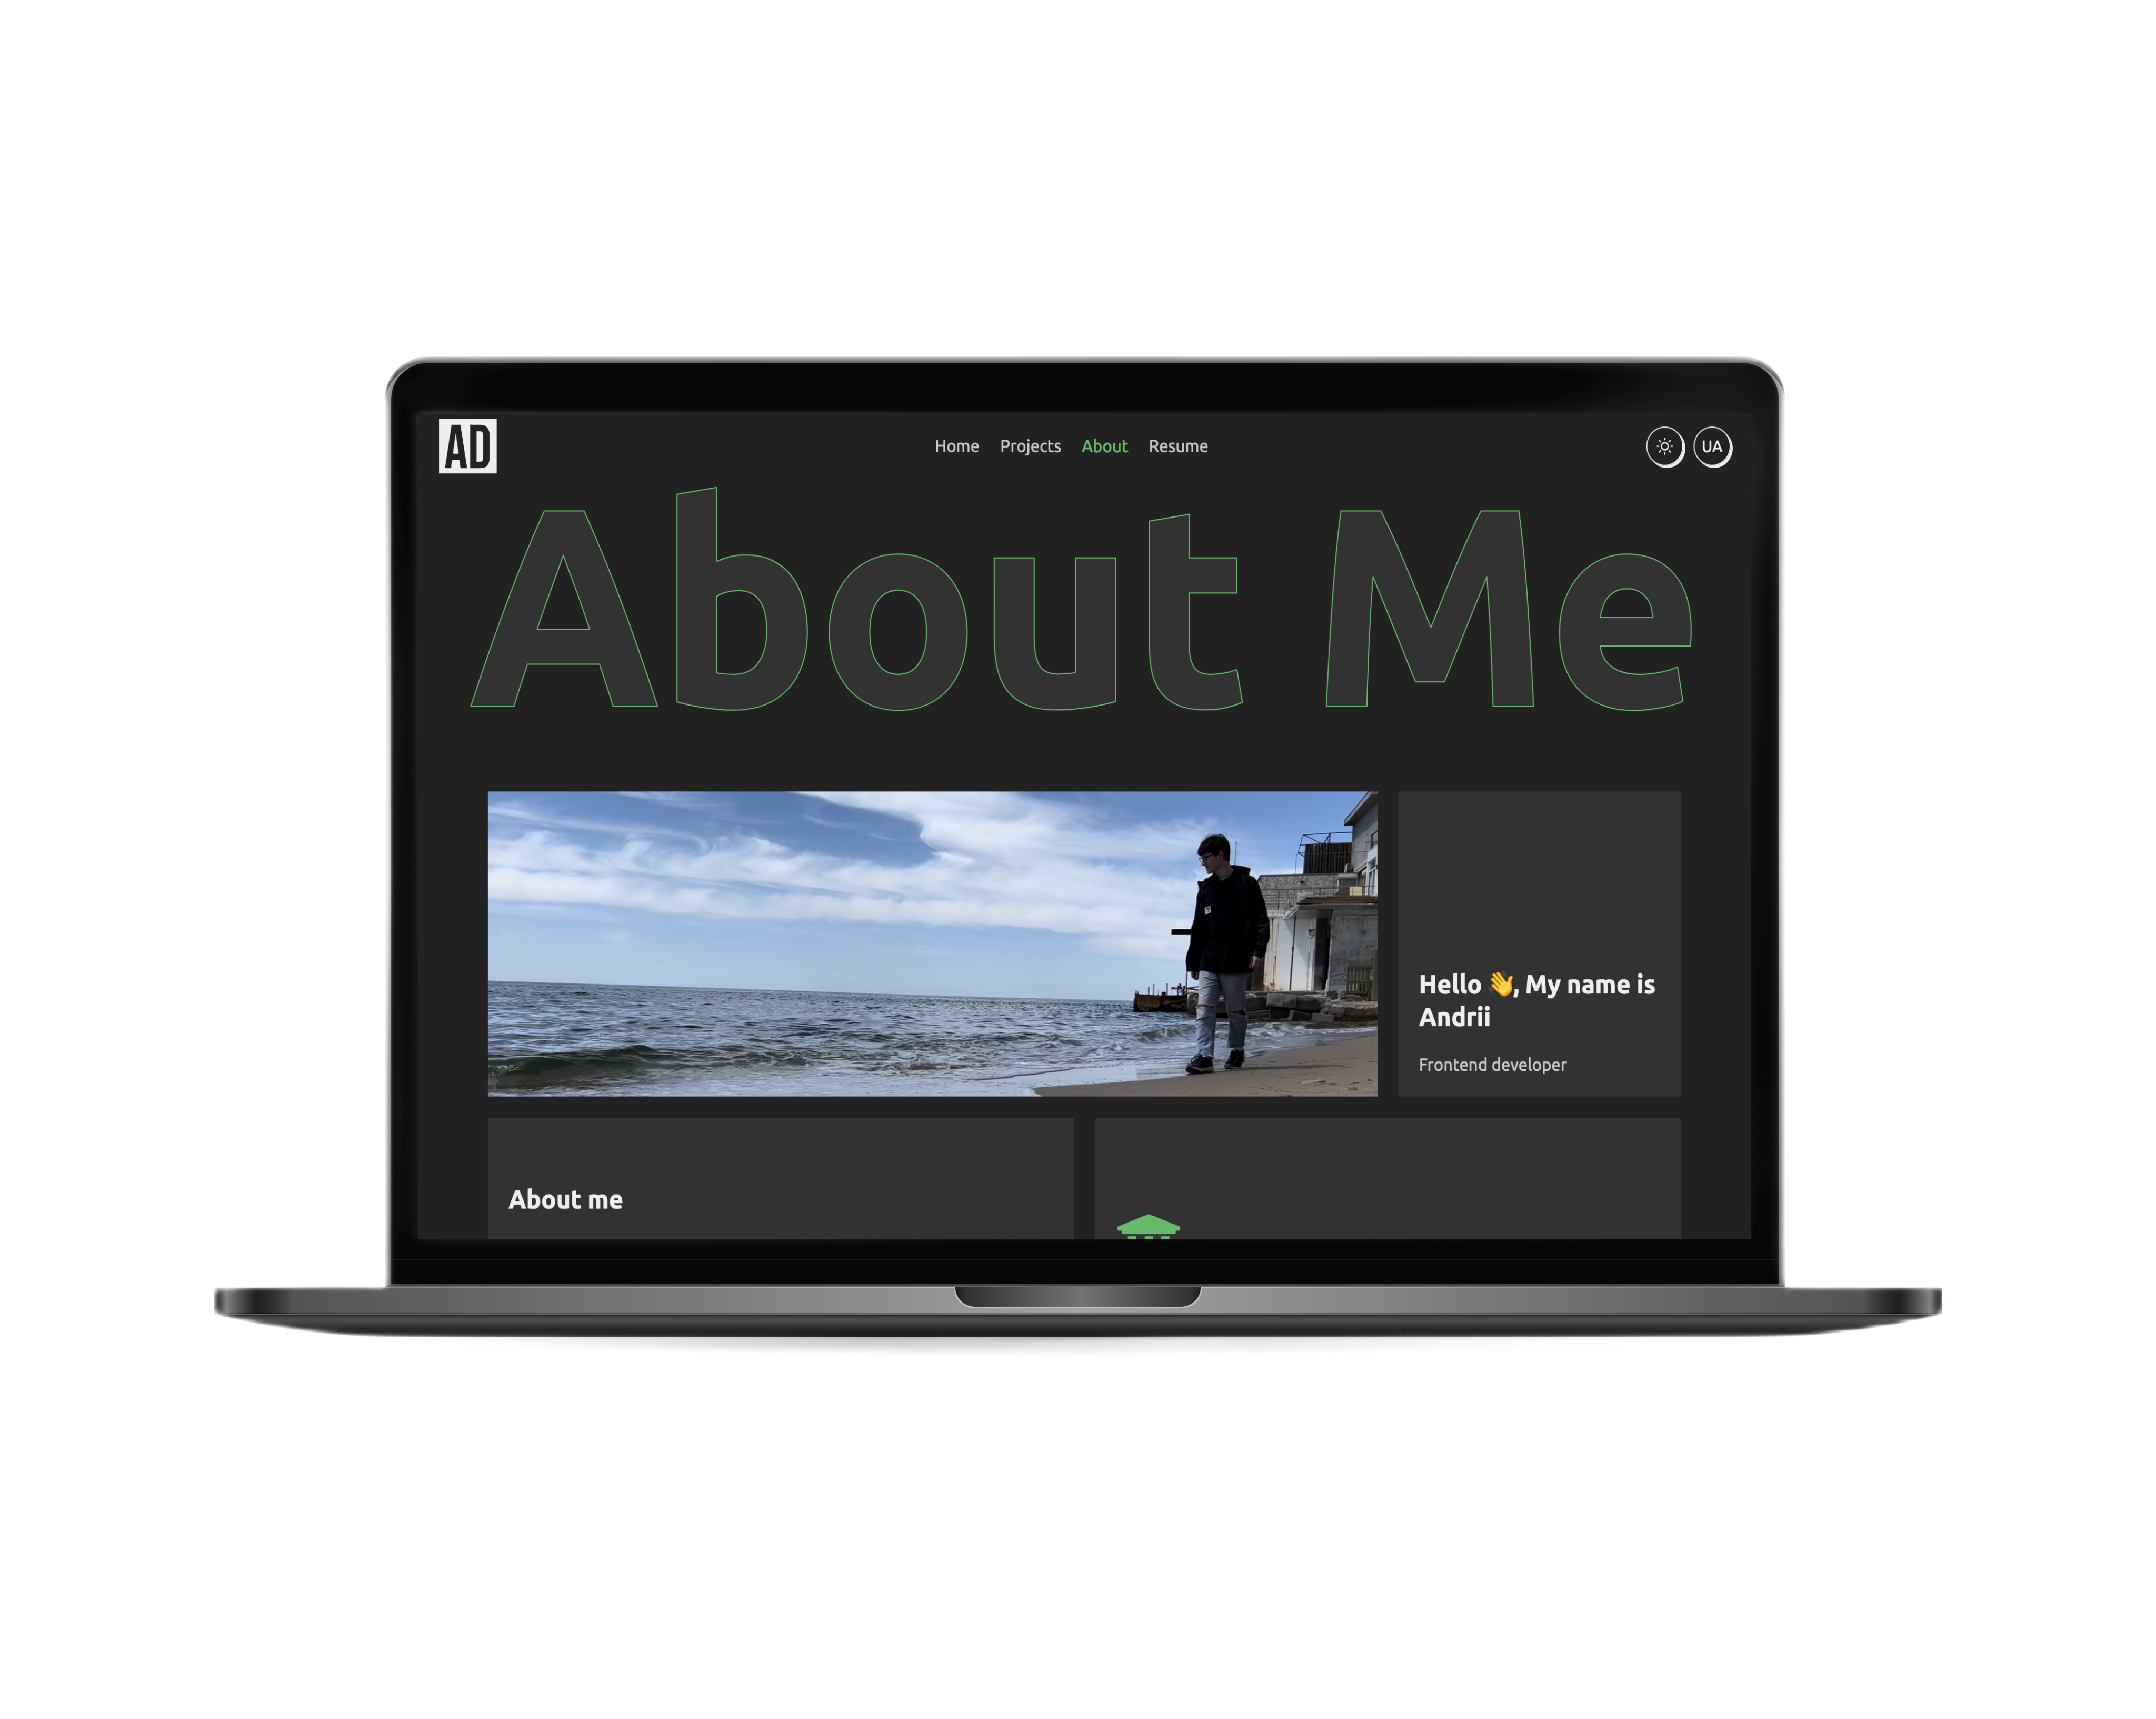 AD
Home Projects About Resume
UA
About Me
Hello 👋, My name is
Andrii
Frontend developer
About me